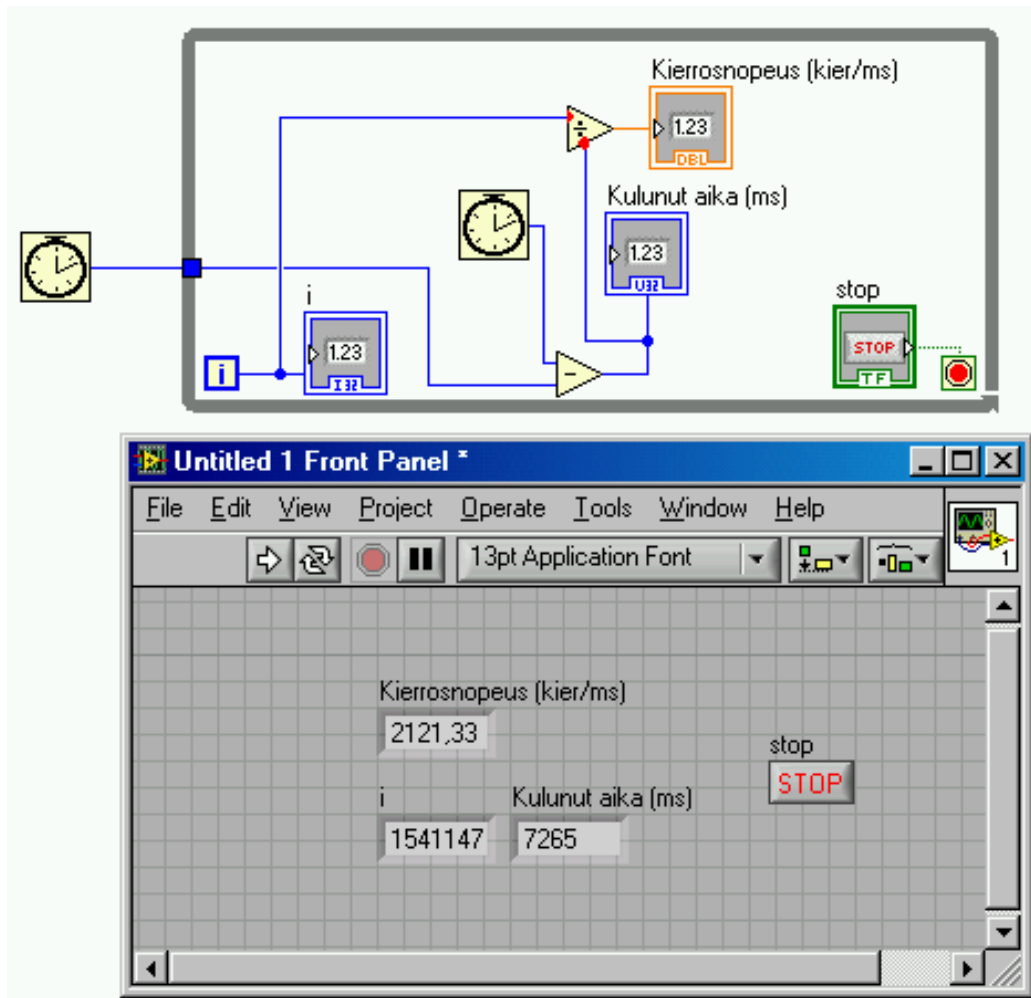 Kierrosnopeus (kier/ms)
1.23
DBL
Kulunut aika (ms)
1.23
U32
i
1.23
I32
i
stop
STOP
TF
Untitled 1 Front Panel *
File Edit View Project Operate Tools Window Help
13pt Application Font
1
Kierrosnopeus (kier/ms)
2121,33
stop
STOP
i Kulunut aika (ms)
1541147 7265